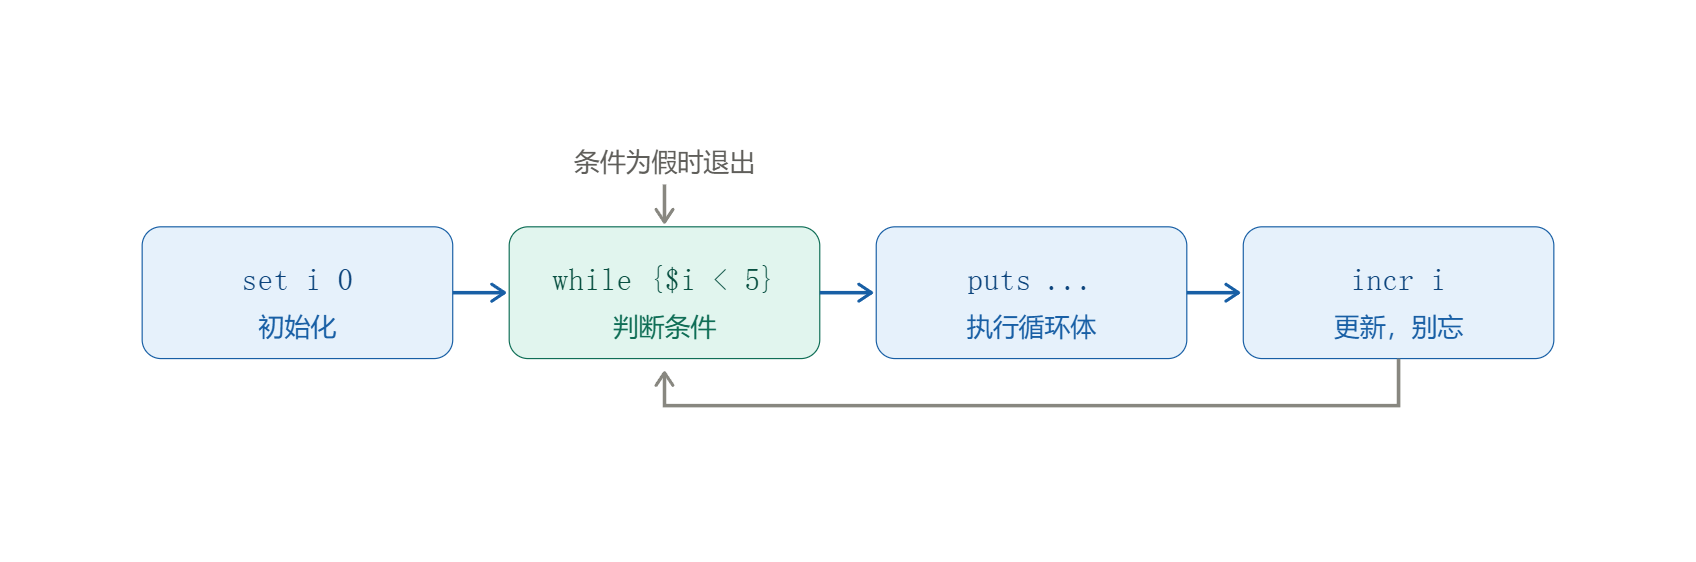 条件为假时退出
set i 0
初始化
while {$i < 5}
判断条件
puts ...
执行循环体
incr i
更新，别忘